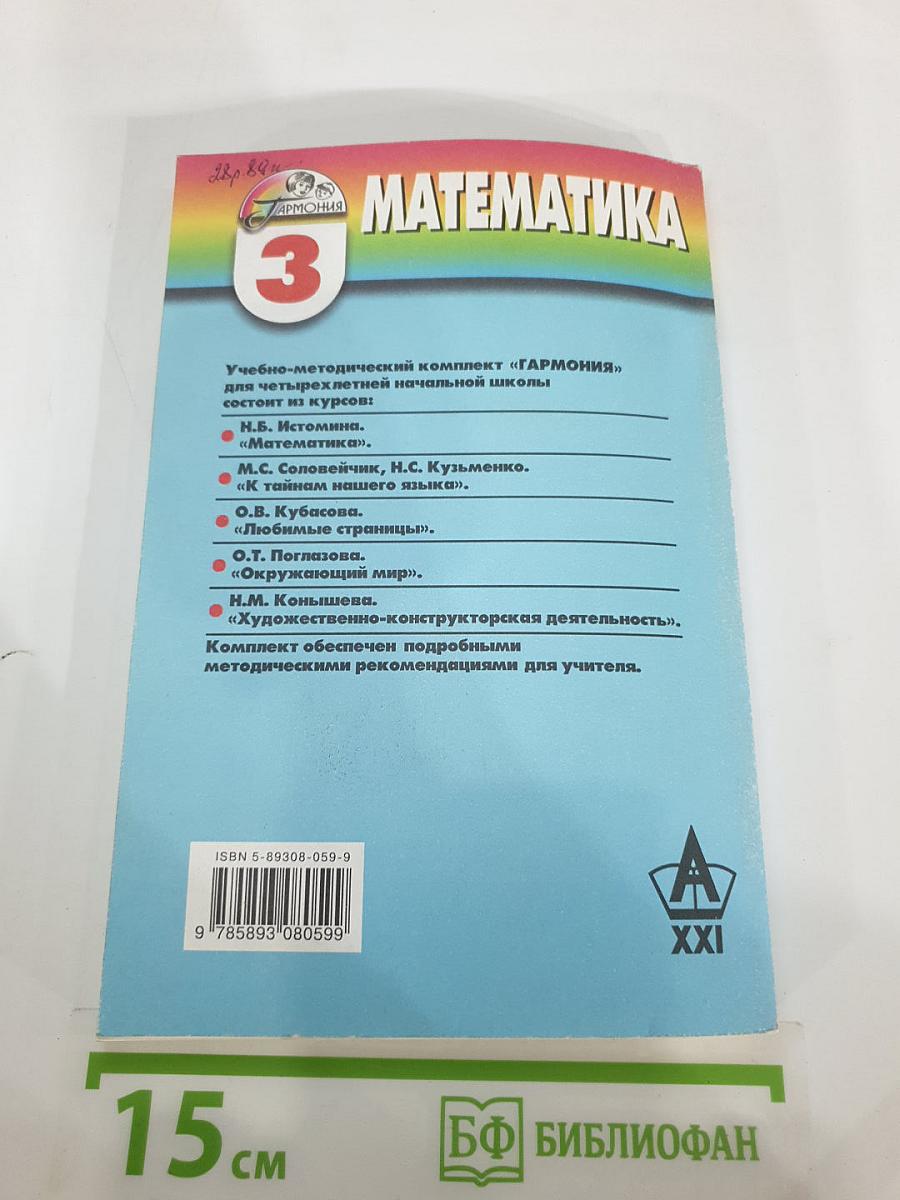 28р.89к
ГАРМОНИЯ
МАТЕМАТИКА
3
Учебно-методический комплект «ГАРМОНИЯ»
для четырехлетней начальной школы
состоит из курсов:
Н.Б. Истомина.
«Математика».
М.С. Соловейчик, Н.С. Кузьменко.
«К тайнам нашего языка».
О.В. Кубасова.
«Любимые страницы».
О.Т. Поглазова.
«Окружающий мир».
Н.М. Конышева.
«Художественно-конструкторская деятельность».
Комплект обеспечен подробными
методическими рекомендациями для учителя.
ISBN 5-89308-059-9
9 785893 080599
А
XXI
15 см
БФ БИБЛИОФАН